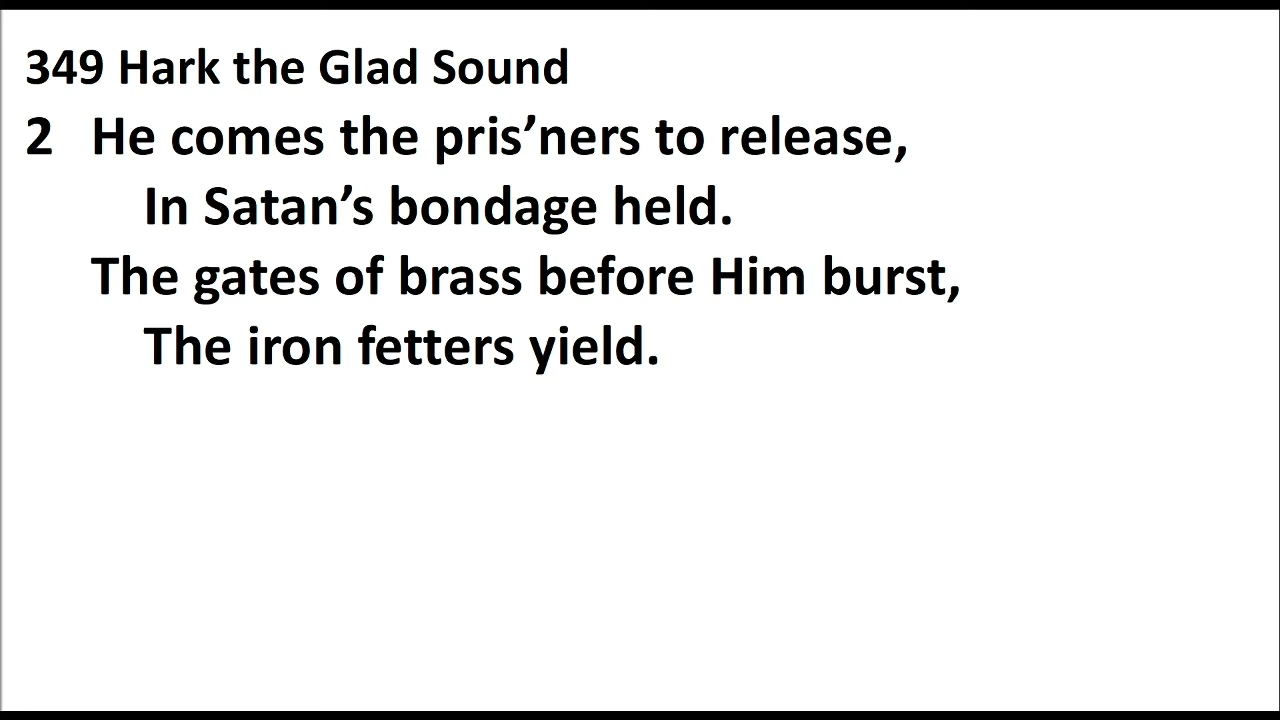 349 Hark the Glad Sound
2 He comes the pris’ners to release,
In Satan’s bondage held.
The gates of brass before Him burst,
The iron fetters yield.